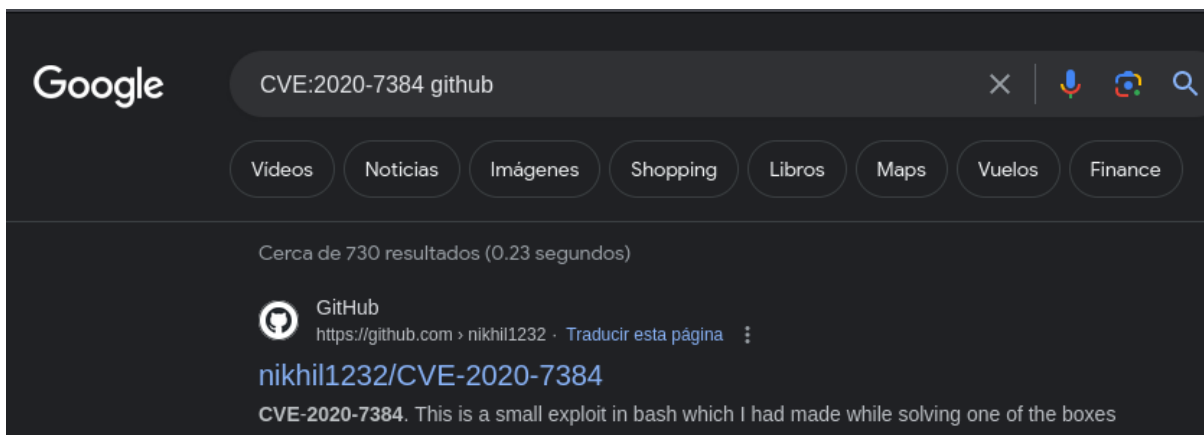 Google
CVE:2020-7384 github
Videos
Noticias
Imágenes
Shopping
Libros
Maps
Vuelos
Finance
Cerca de 730 resultados (0.23 segundos)
GitHub
https://github.com › nikhil1232 · Traducir esta página
nikhil1232/CVE-2020-7384
CVE-2020-7384. This is a small exploit in bash which I had made while solving one of the boxes